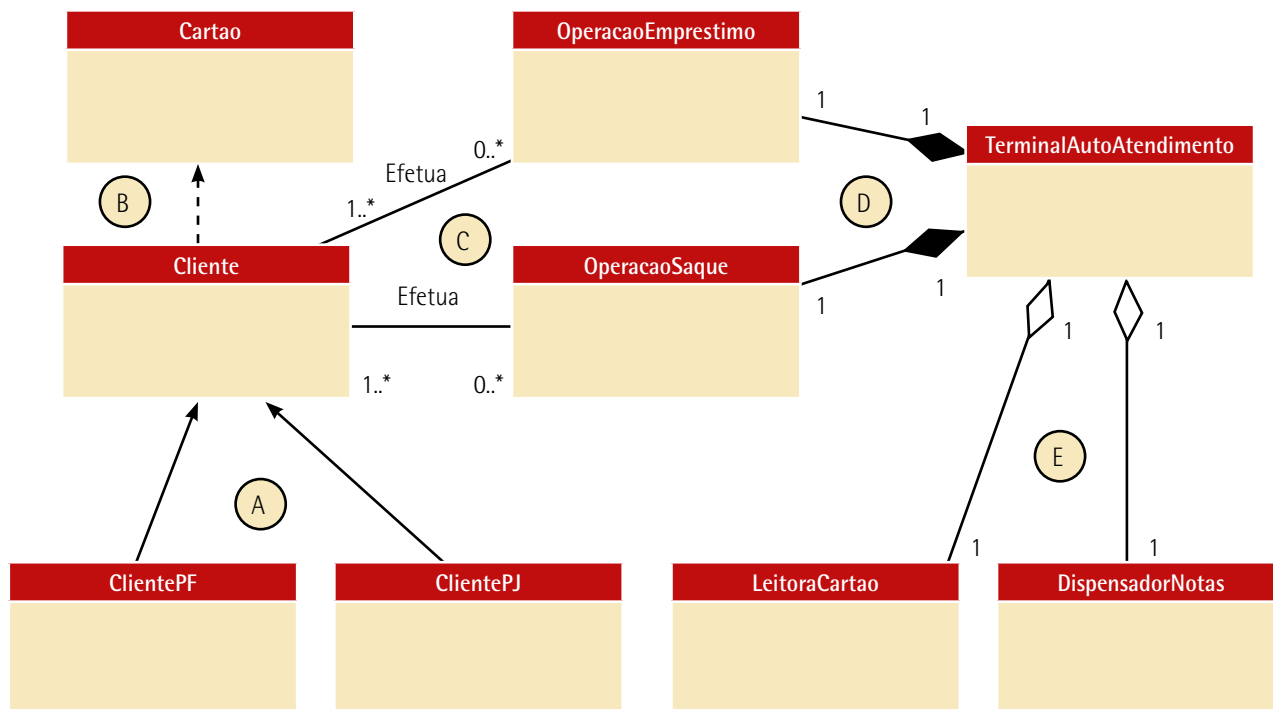 Cartao
OperacaoEmprestimo
1
1
TerminalAutoAtendimento
0..*
Efetua
1..*
B
C
D
Cliente
OperacaoSaque
Efetua
1
1
1..*
0..*
1
1
A
E
1
1
ClientePF
ClientePJ
LeitoraCartao
DispensadorNotas